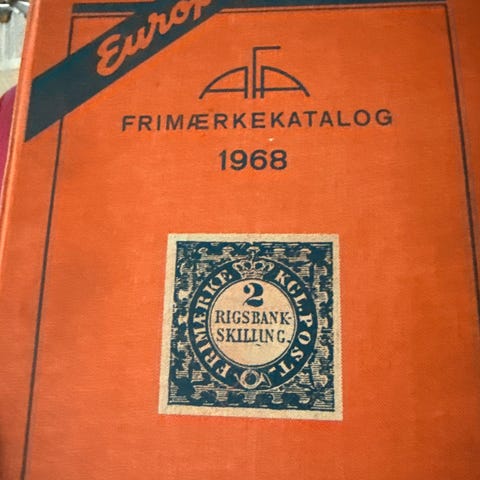 Europ
AFA
FRIMÆRKEKATALOG
1968
FRIMÆRKE KGL. POST.
2
RIGSBANK-
SKILLING.